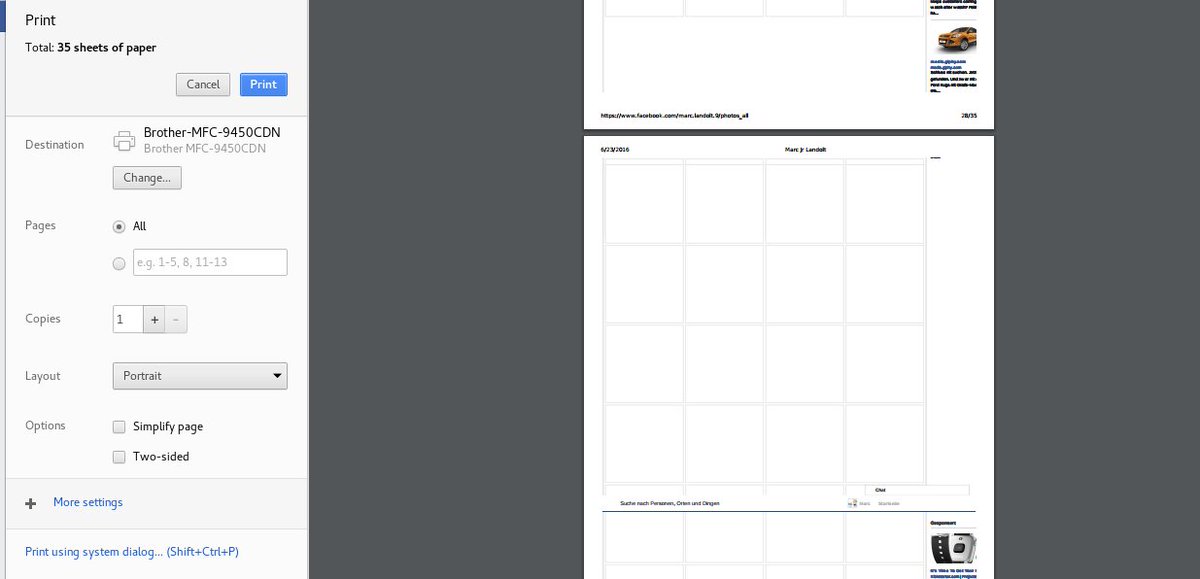 Print
Total: 35 sheets of paper
Cancel
Print
Destination
Brother-MFC-9450CDN
Brother MFC-9450CDN
Change...
Pages
All
e.g. 1-5, 8, 11-13
Copies
1
+
-
Layout
Portrait
Options
Simplify page
Two-sided
+
More settings
Print using system dialog... (Shift+Ctrl+P)
https://www.facebook.com/marc.landolt.9/photos_all
28/35
6/23/2016
Marc Jr Landolt
Chat
Suche nach Personen, Orten und Dingen
Marc
Startseite
Gesponsert